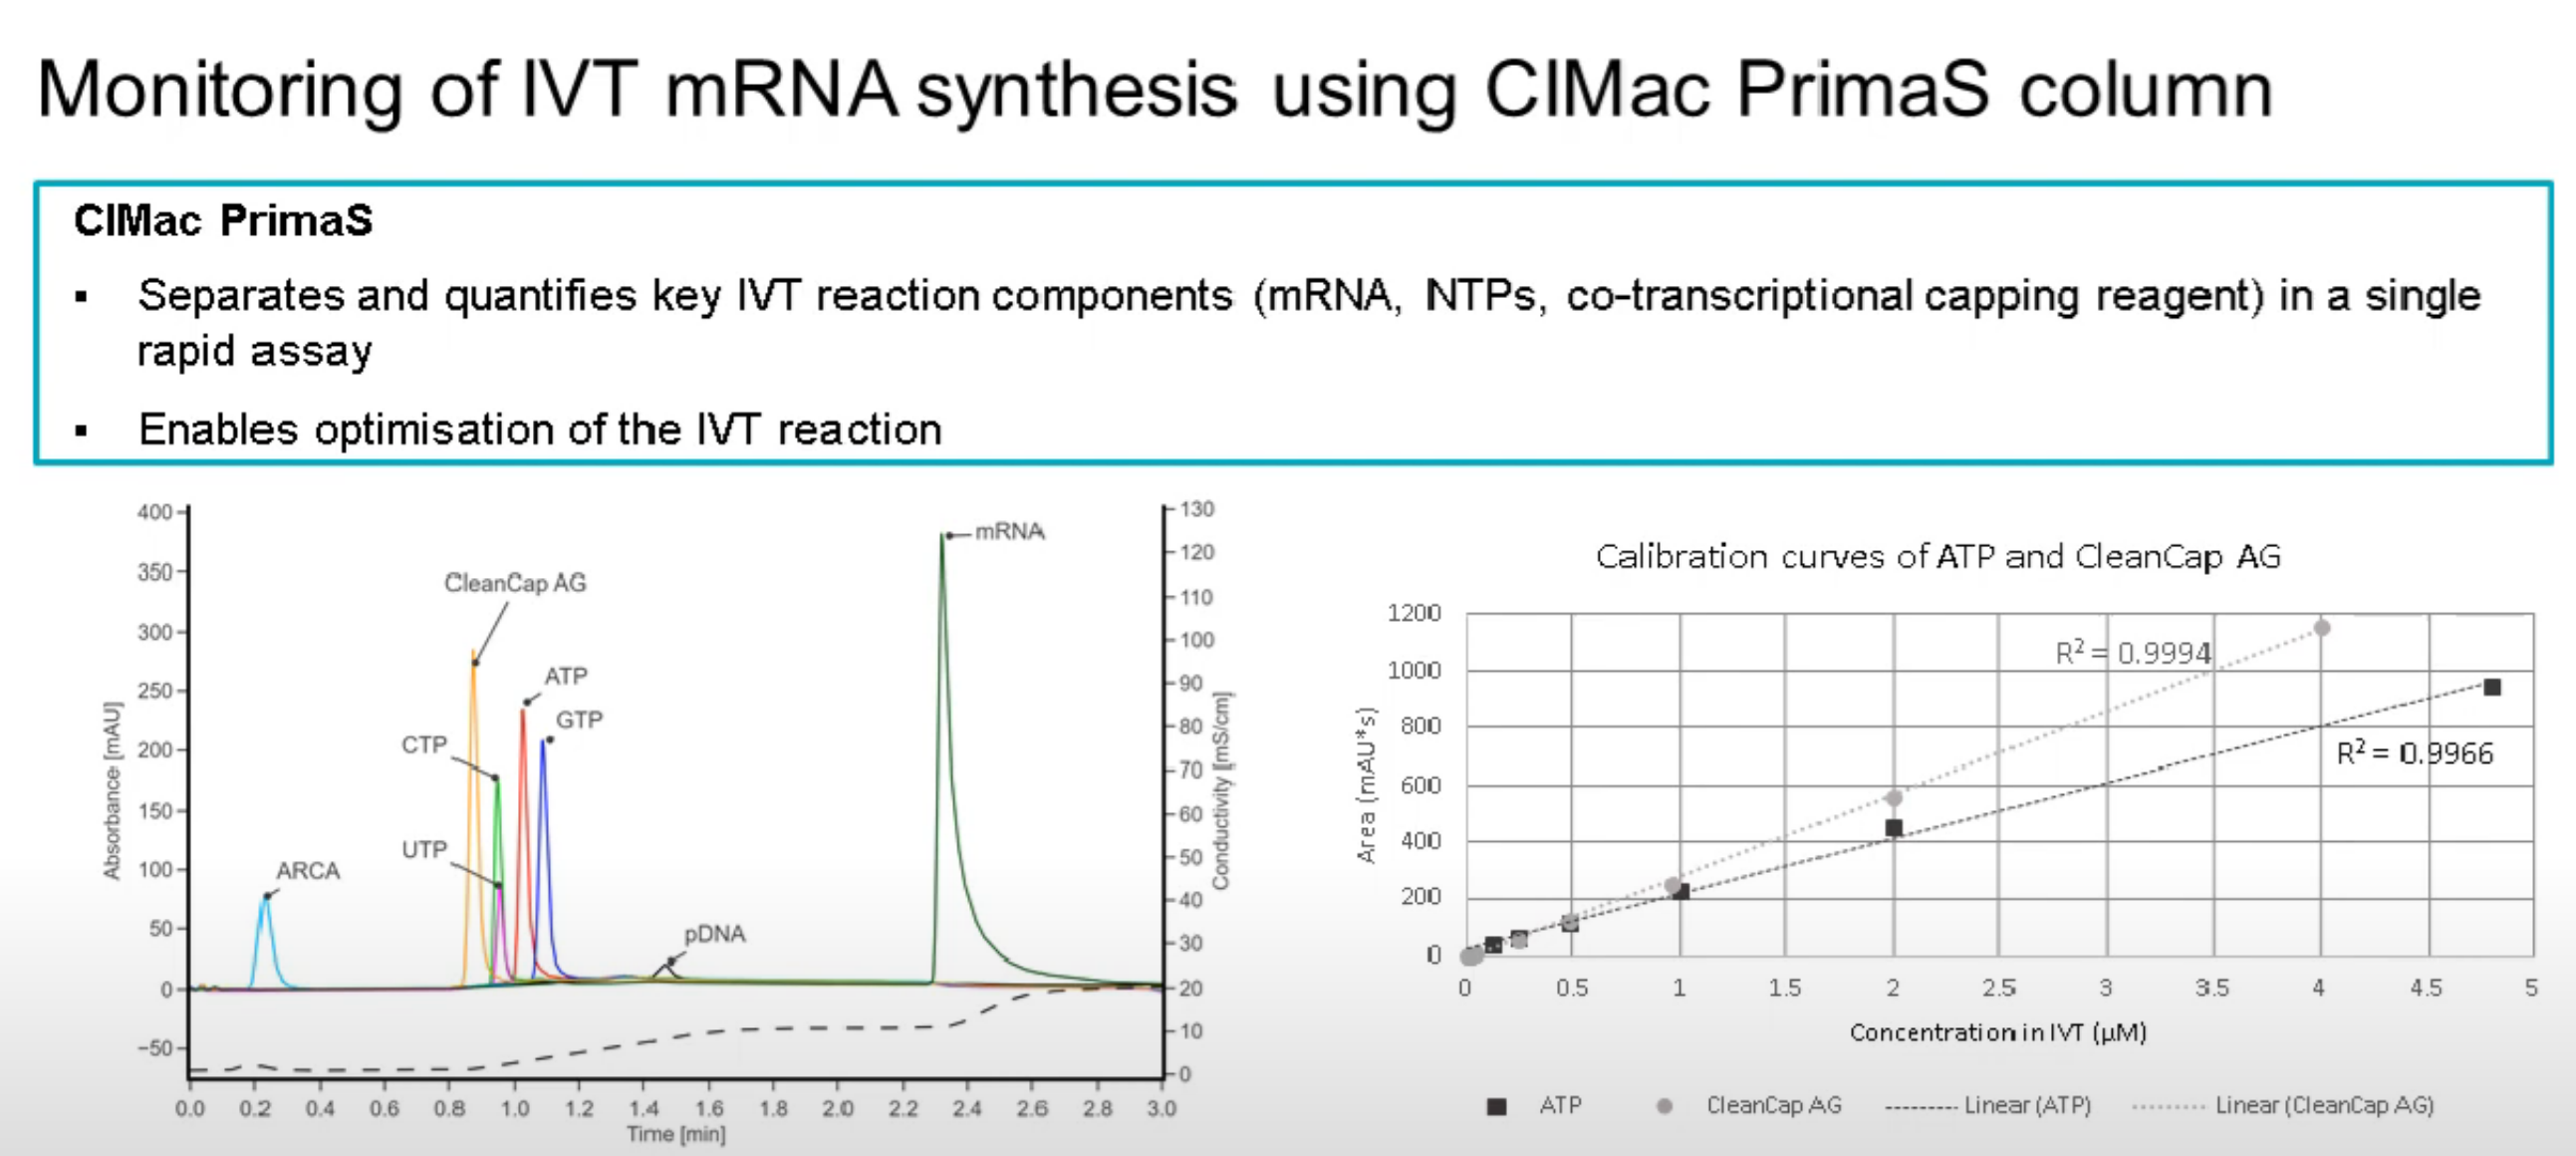 Monitoring of IVT mRNA synthesis using CIMac PrimaS column
CIMac PrimaS
▪ Separates and quantifies key IVT reaction components (mRNA, NTPs, co-transcriptional capping reagent) in a single
rapid assay
▪ Enables optimisation of the IVT reaction
400
350
300
250
200
150
100
50
0
−50
Absorbance [mAU]
ARCA
CleanCap AG
CTP
UTP
ATP
GTP
pDNA
mRNA
130
120
110
100
90
80
70
60
50
40
30
20
10
0
Conductivity [mS/cm]
0.0 0.2 0.4 0.6 0.8 1.0 1.2 1.4 1.6 1.8 2.0 2.2 2.4 2.6 2.8 3.0
Time [min]
Calibration curves of ATP and CleanCap AG
1200
1000
800
600
400
200
0
Area (mAU*s)
R² = 0.9994
R² = 0.9966
0 0.5 1 1.5 2 2.5 3 3.5 4 4.5 5
Concentration in IVT (µM)
ATP CleanCap AG Linear (ATP) Linear (CleanCap AG)